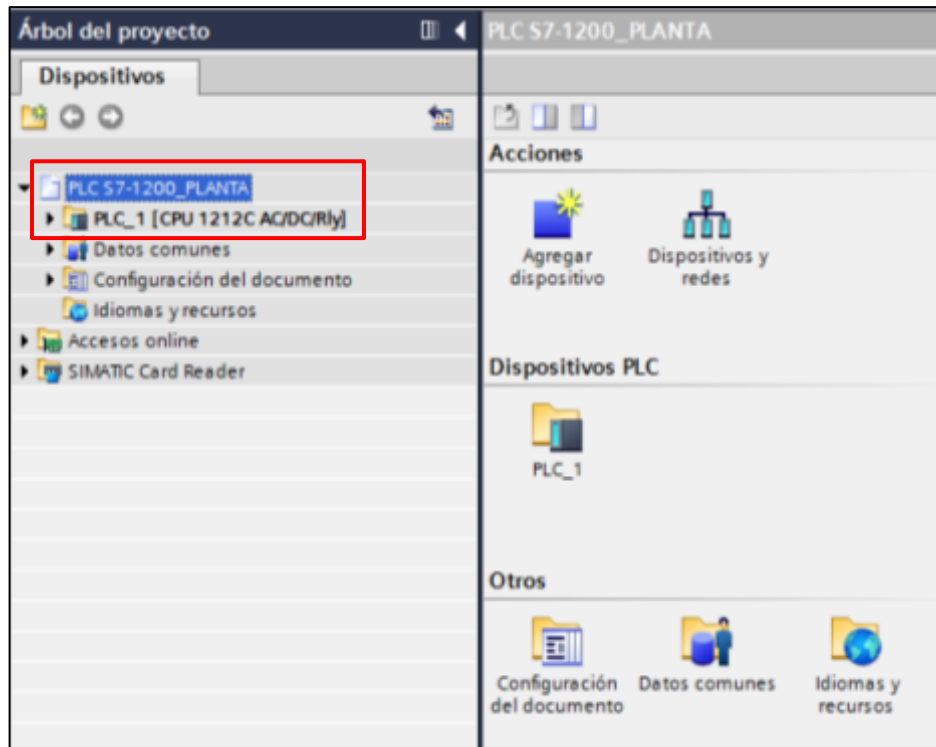 Árbol del proyecto
PLC S7-1200_PLANTA
Dispositivos
PLC S7-1200_PLANTA
PLC_1 [CPU 1212C AC/DC/Rly]
Datos comunes
Configuración del documento
Idiomas y recursos
Accesos online
SIMATIC Card Reader
Acciones
Agregar
dispositivo
Dispositivos y
redes
Dispositivos PLC
PLC_1
Otros
Configuración
del documento
Datos comunes
Idiomas y
recursos